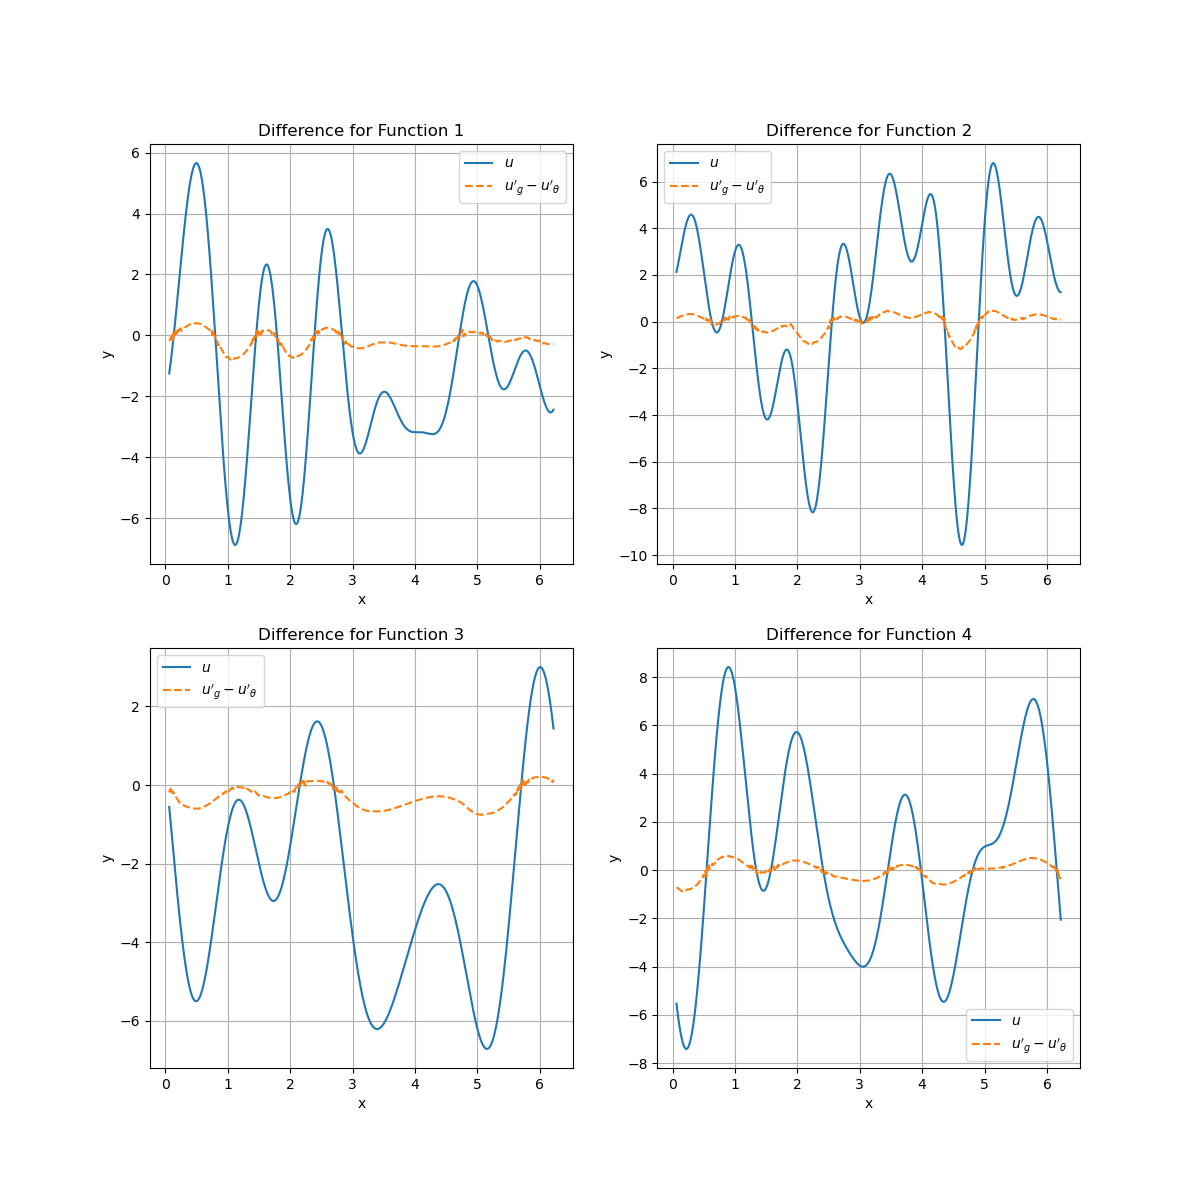 Difference for Function 1
y
6
4
2
0
−2
−4
−6
u
u′g − u′θ
0 1 2 3 4 5 6
x
Difference for Function 2
y
6
4
2
0
−2
−4
−6
−8
−10
u
u′g − u′θ
0 1 2 3 4 5 6
x
Difference for Function 3
y
2
0
−2
−4
−6
u
u′g − u′θ
0 1 2 3 4 5 6
x
Difference for Function 4
y
8
6
4
2
0
−2
−4
−6
−8
u
u′g − u′θ
0 1 2 3 4 5 6
x